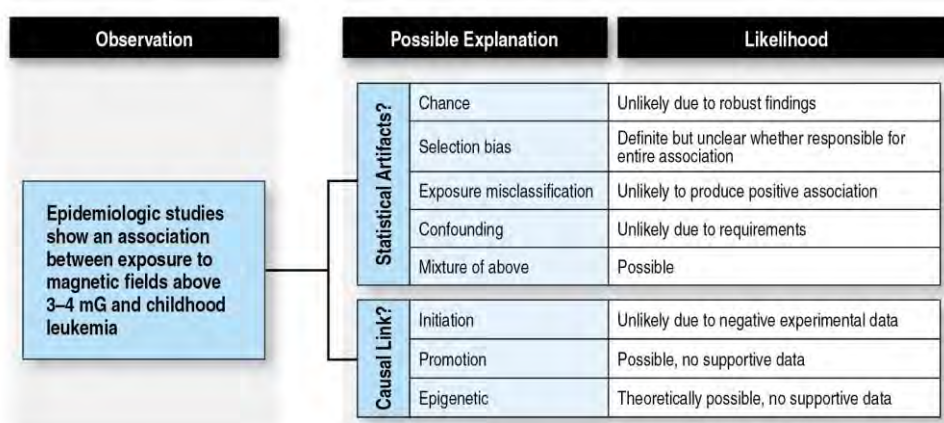 Observation
Possible Explanation
Likelihood
Epidemiologic studies
show an association
between exposure to
magnetic fields above
3–4 mG and childhood
leukemia
Statistical Artifacts?
Chance
Unlikely due to robust findings
Selection bias
Definite but unclear whether responsible for
entire association
Exposure misclassification
Unlikely to produce positive association
Confounding
Unlikely due to requirements
Mixture of above
Possible
Causal Link?
Initiation
Unlikely due to negative experimental data
Promotion
Possible, no supportive data
Epigenetic
Theoretically possible, no supportive data